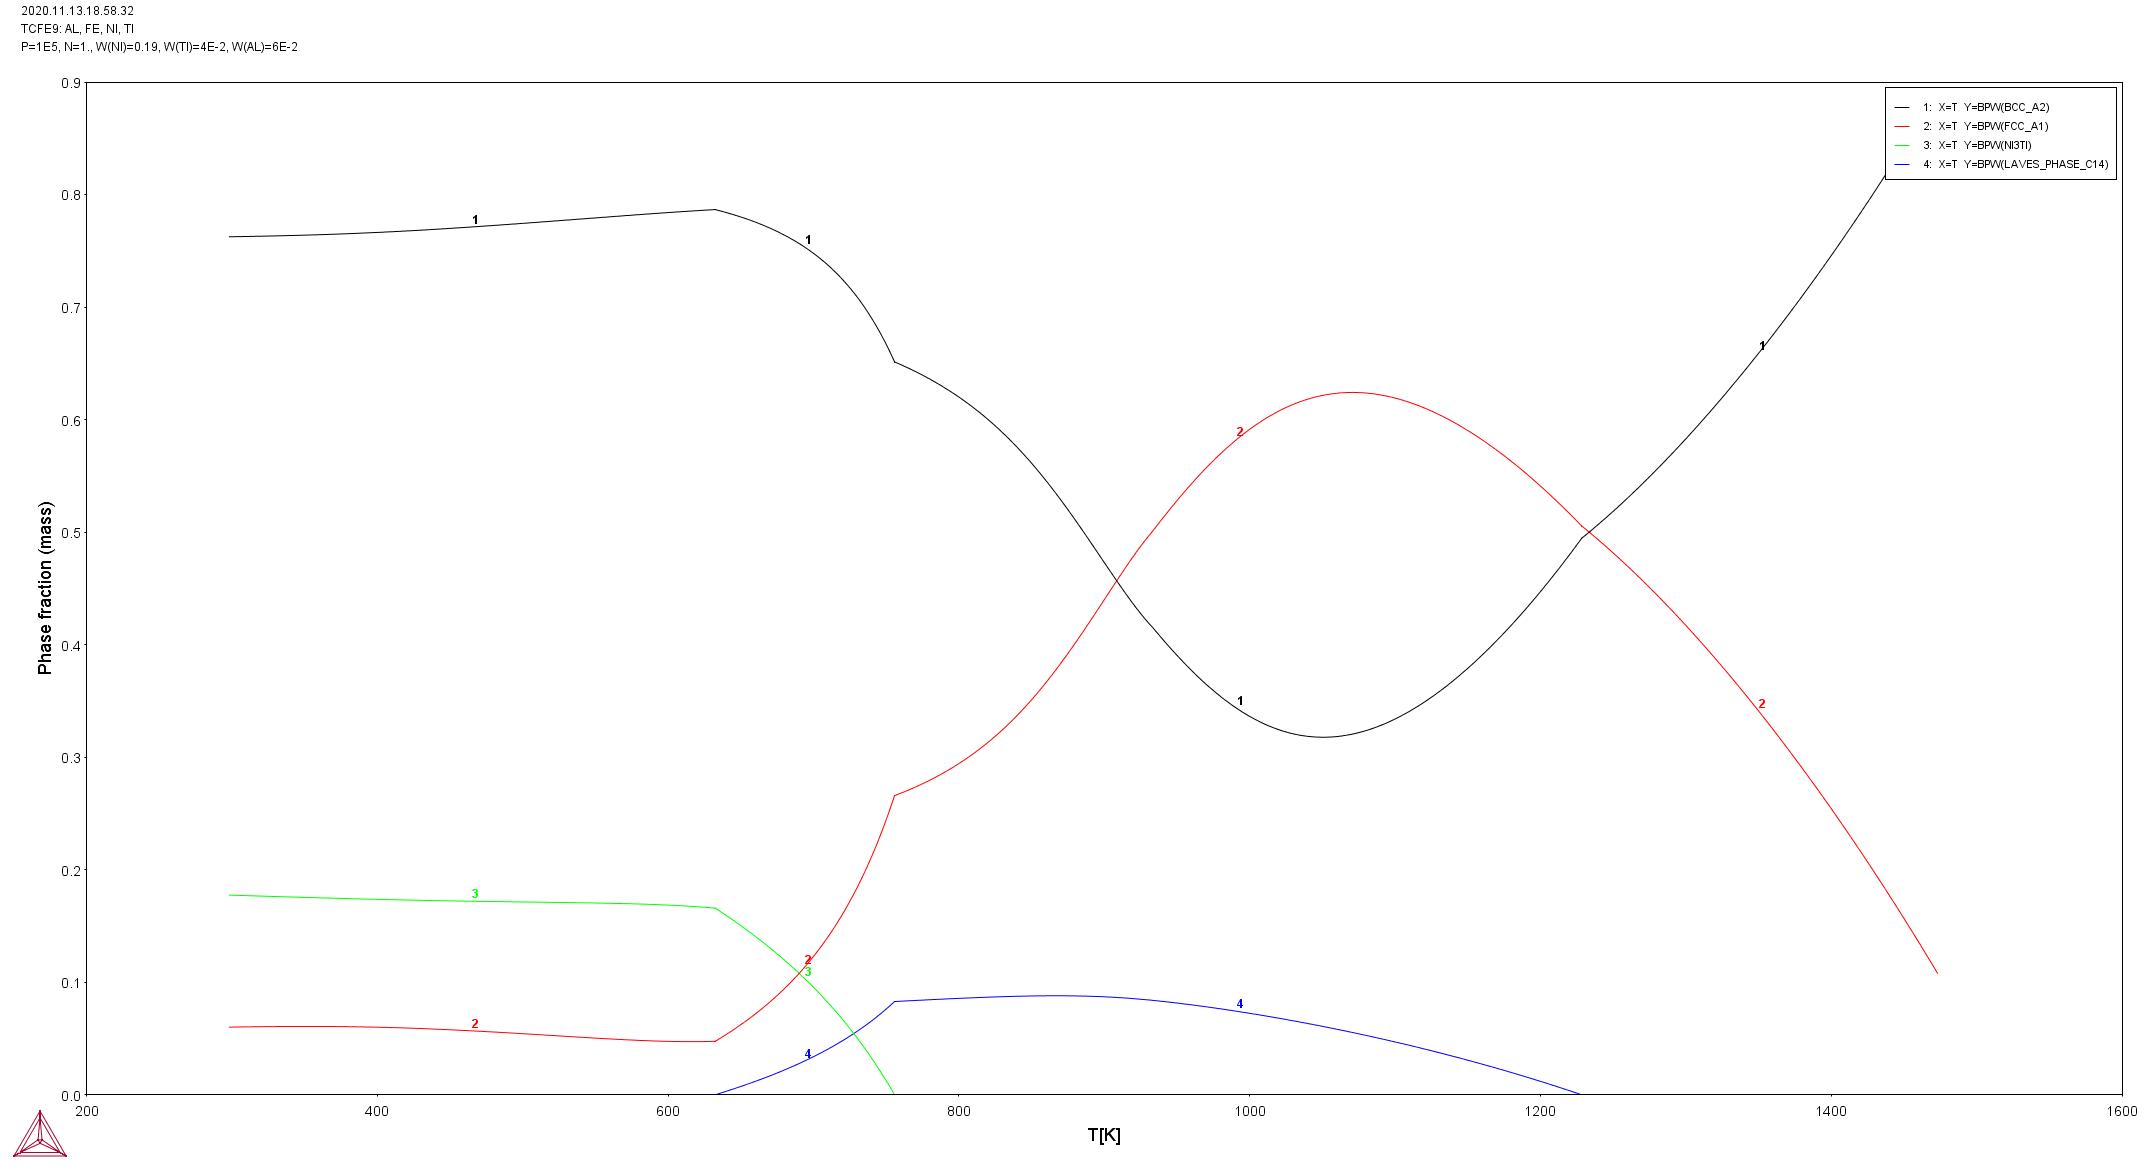 2020.11.13.18.58.32
TCFE9: AL, FE, NI, TI
P=1E5, N=1., W(NI)=0.19, W(TI)=4E-2, W(AL)=6E-2
0.9
0.8
0.7
0.6
0.5
0.4
0.3
0.2
0.1
0.0
Phase fraction (mass)
1: X=T Y=BPW(BCC_A2)
2: X=T Y=BPW(FCC_A1)
3: X=T Y=BPW(NI3TI)
4: X=T Y=BPW(LAVES_PHASE_C14)
1
1
1
1
2
2
2
2
3
3
4
4
200 400 600 800 1000 1200 1400 1600
T[K]